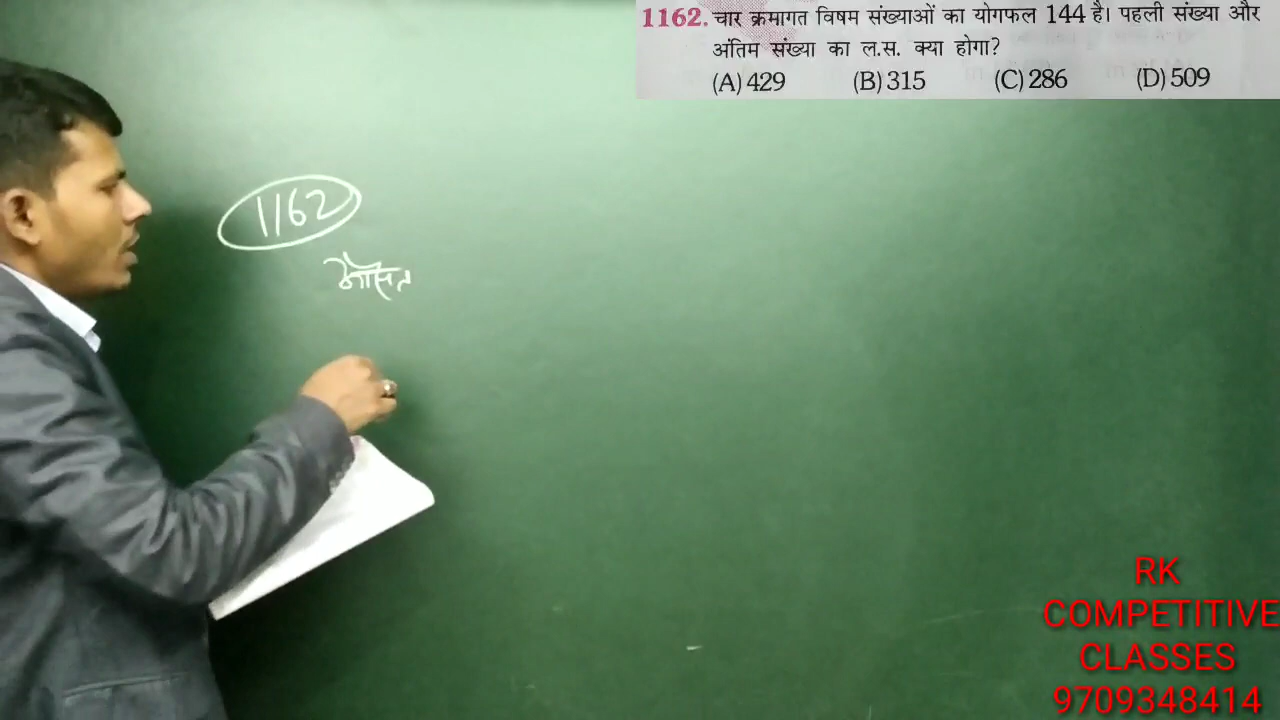 1162. चार क्रमागत विषम संख्याओं का योगफल 144 है। पहली संख्या और
अंतिम संख्या का ल.स. क्या होगा?
(A) 429 (B) 315 (C) 286 (D) 509
1162
औसत
RK
COMPETITIVE
CLASSES
9709348414